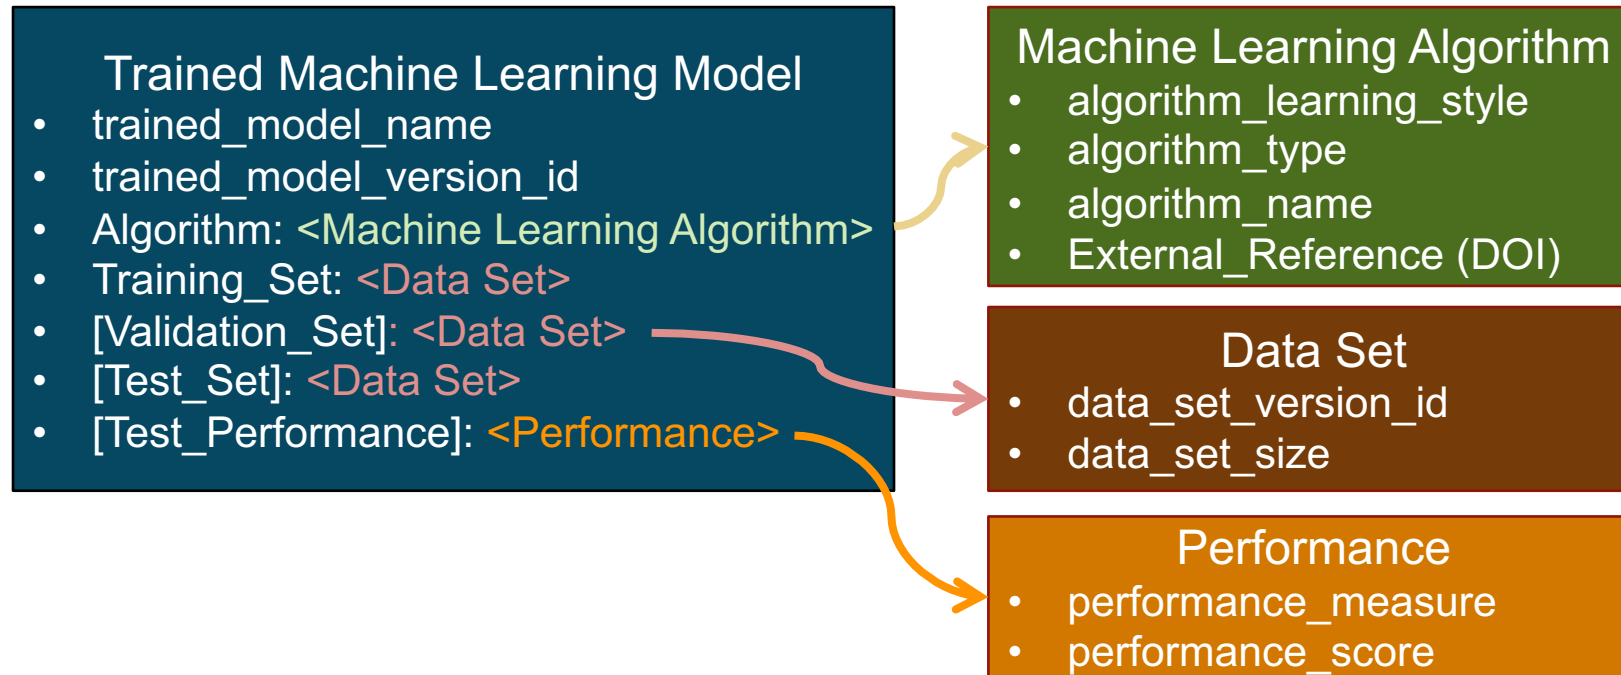 Trained Machine Learning Model
• trained_model_name
• trained_model_version_id
• Algorithm: <Machine Learning Algorithm>
• Training_Set: <Data Set>
• [Validation_Set]: <Data Set>
• [Test_Set]: <Data Set>
• [Test_Performance]: <Performance>
Machine Learning Algorithm
• algorithm_learning_style
• algorithm_type
• algorithm_name
• External_Reference (DOI)
Data Set
• data_set_version_id
• data_set_size
Performance
• performance_measure
• performance_score